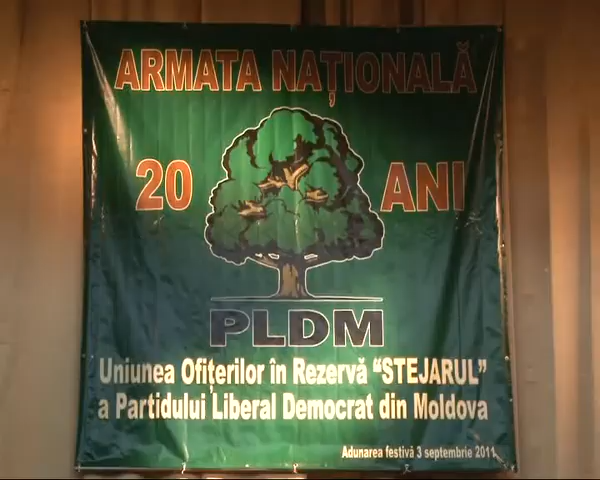 ARMATA NAȚIONALĂ
20 ANI
PLDM
Uniunea Ofițerilor în Rezervă “STEJARUL”
a Partidului Liberal Democrat din Moldova
Adunarea festivă 3 septembrie 2011